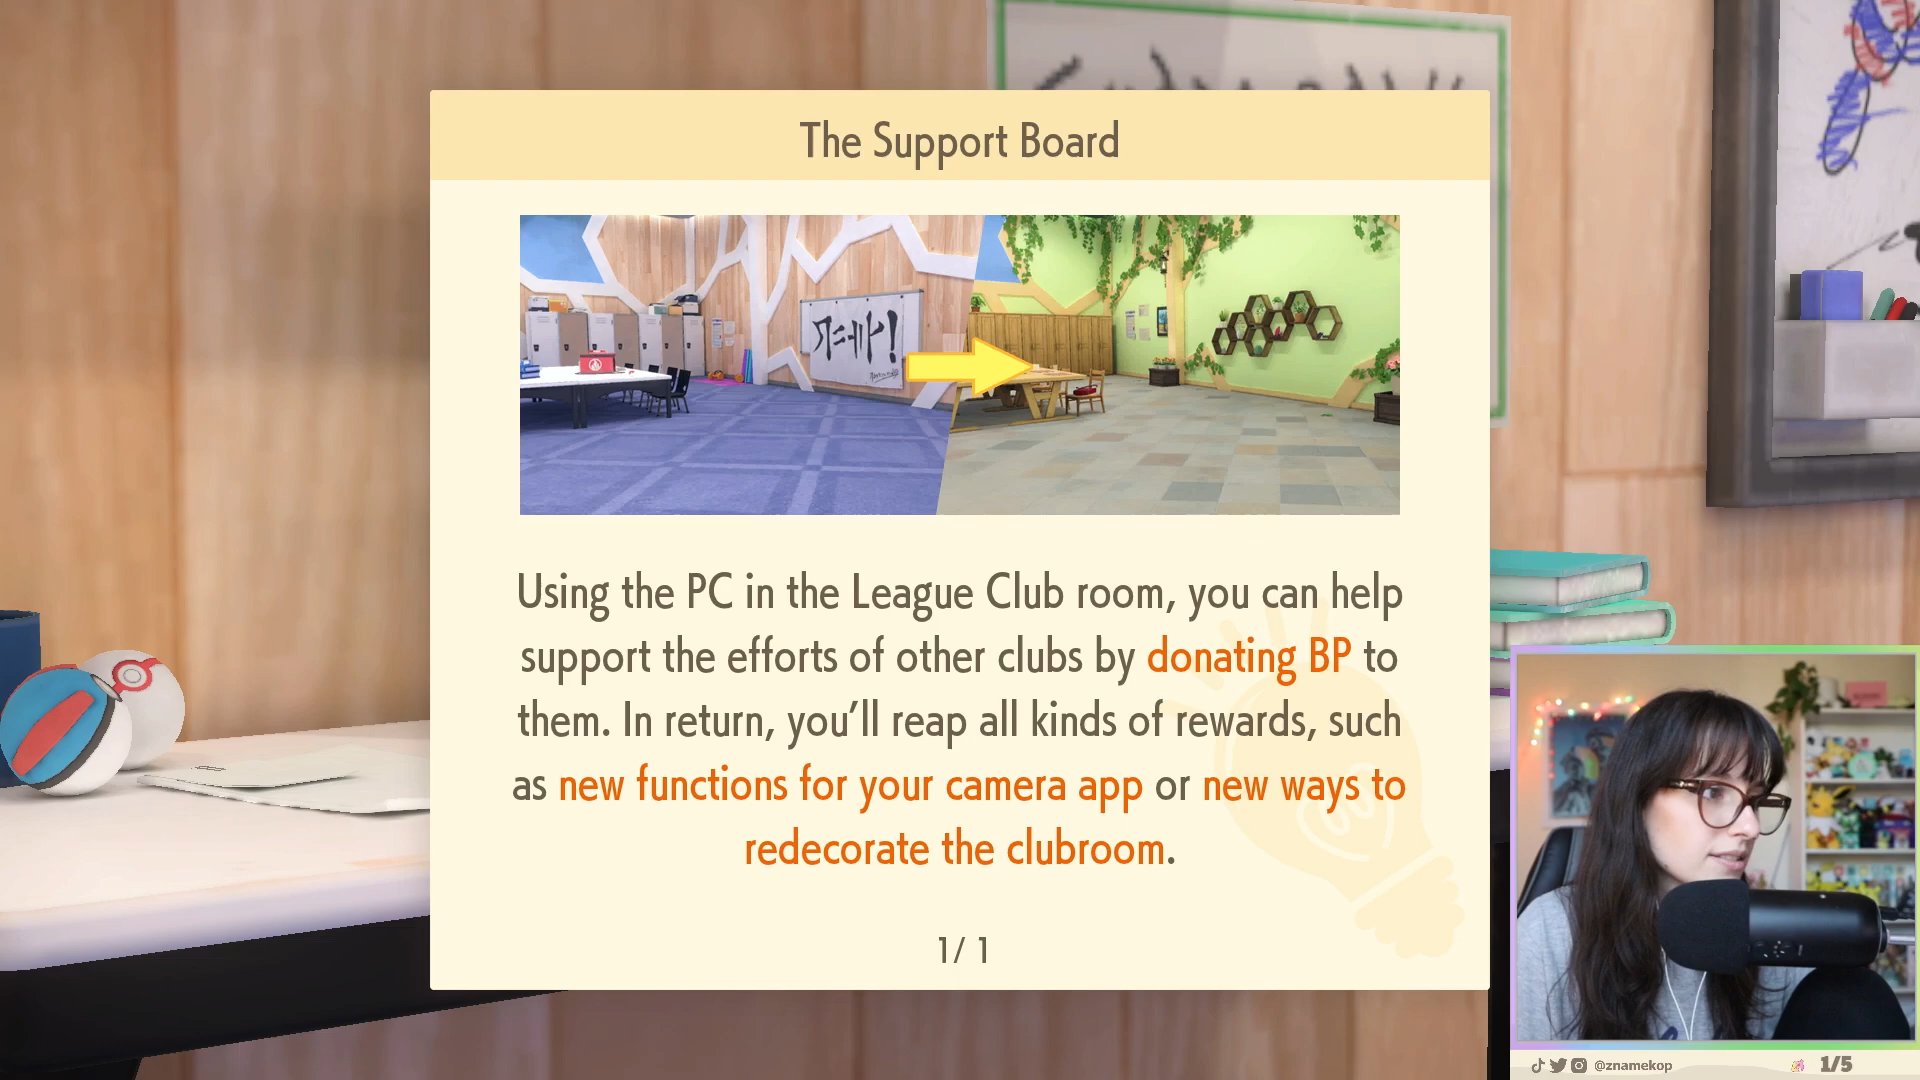 The Support Board
Using the PC in the League Club room, you can help
support the efforts of other clubs by donating BP to
them. In return, you'll reap all kinds of rewards, such
as new functions for your camera app or new ways to
redecorate the clubroom.
1/ 1
@znamekop
1/5